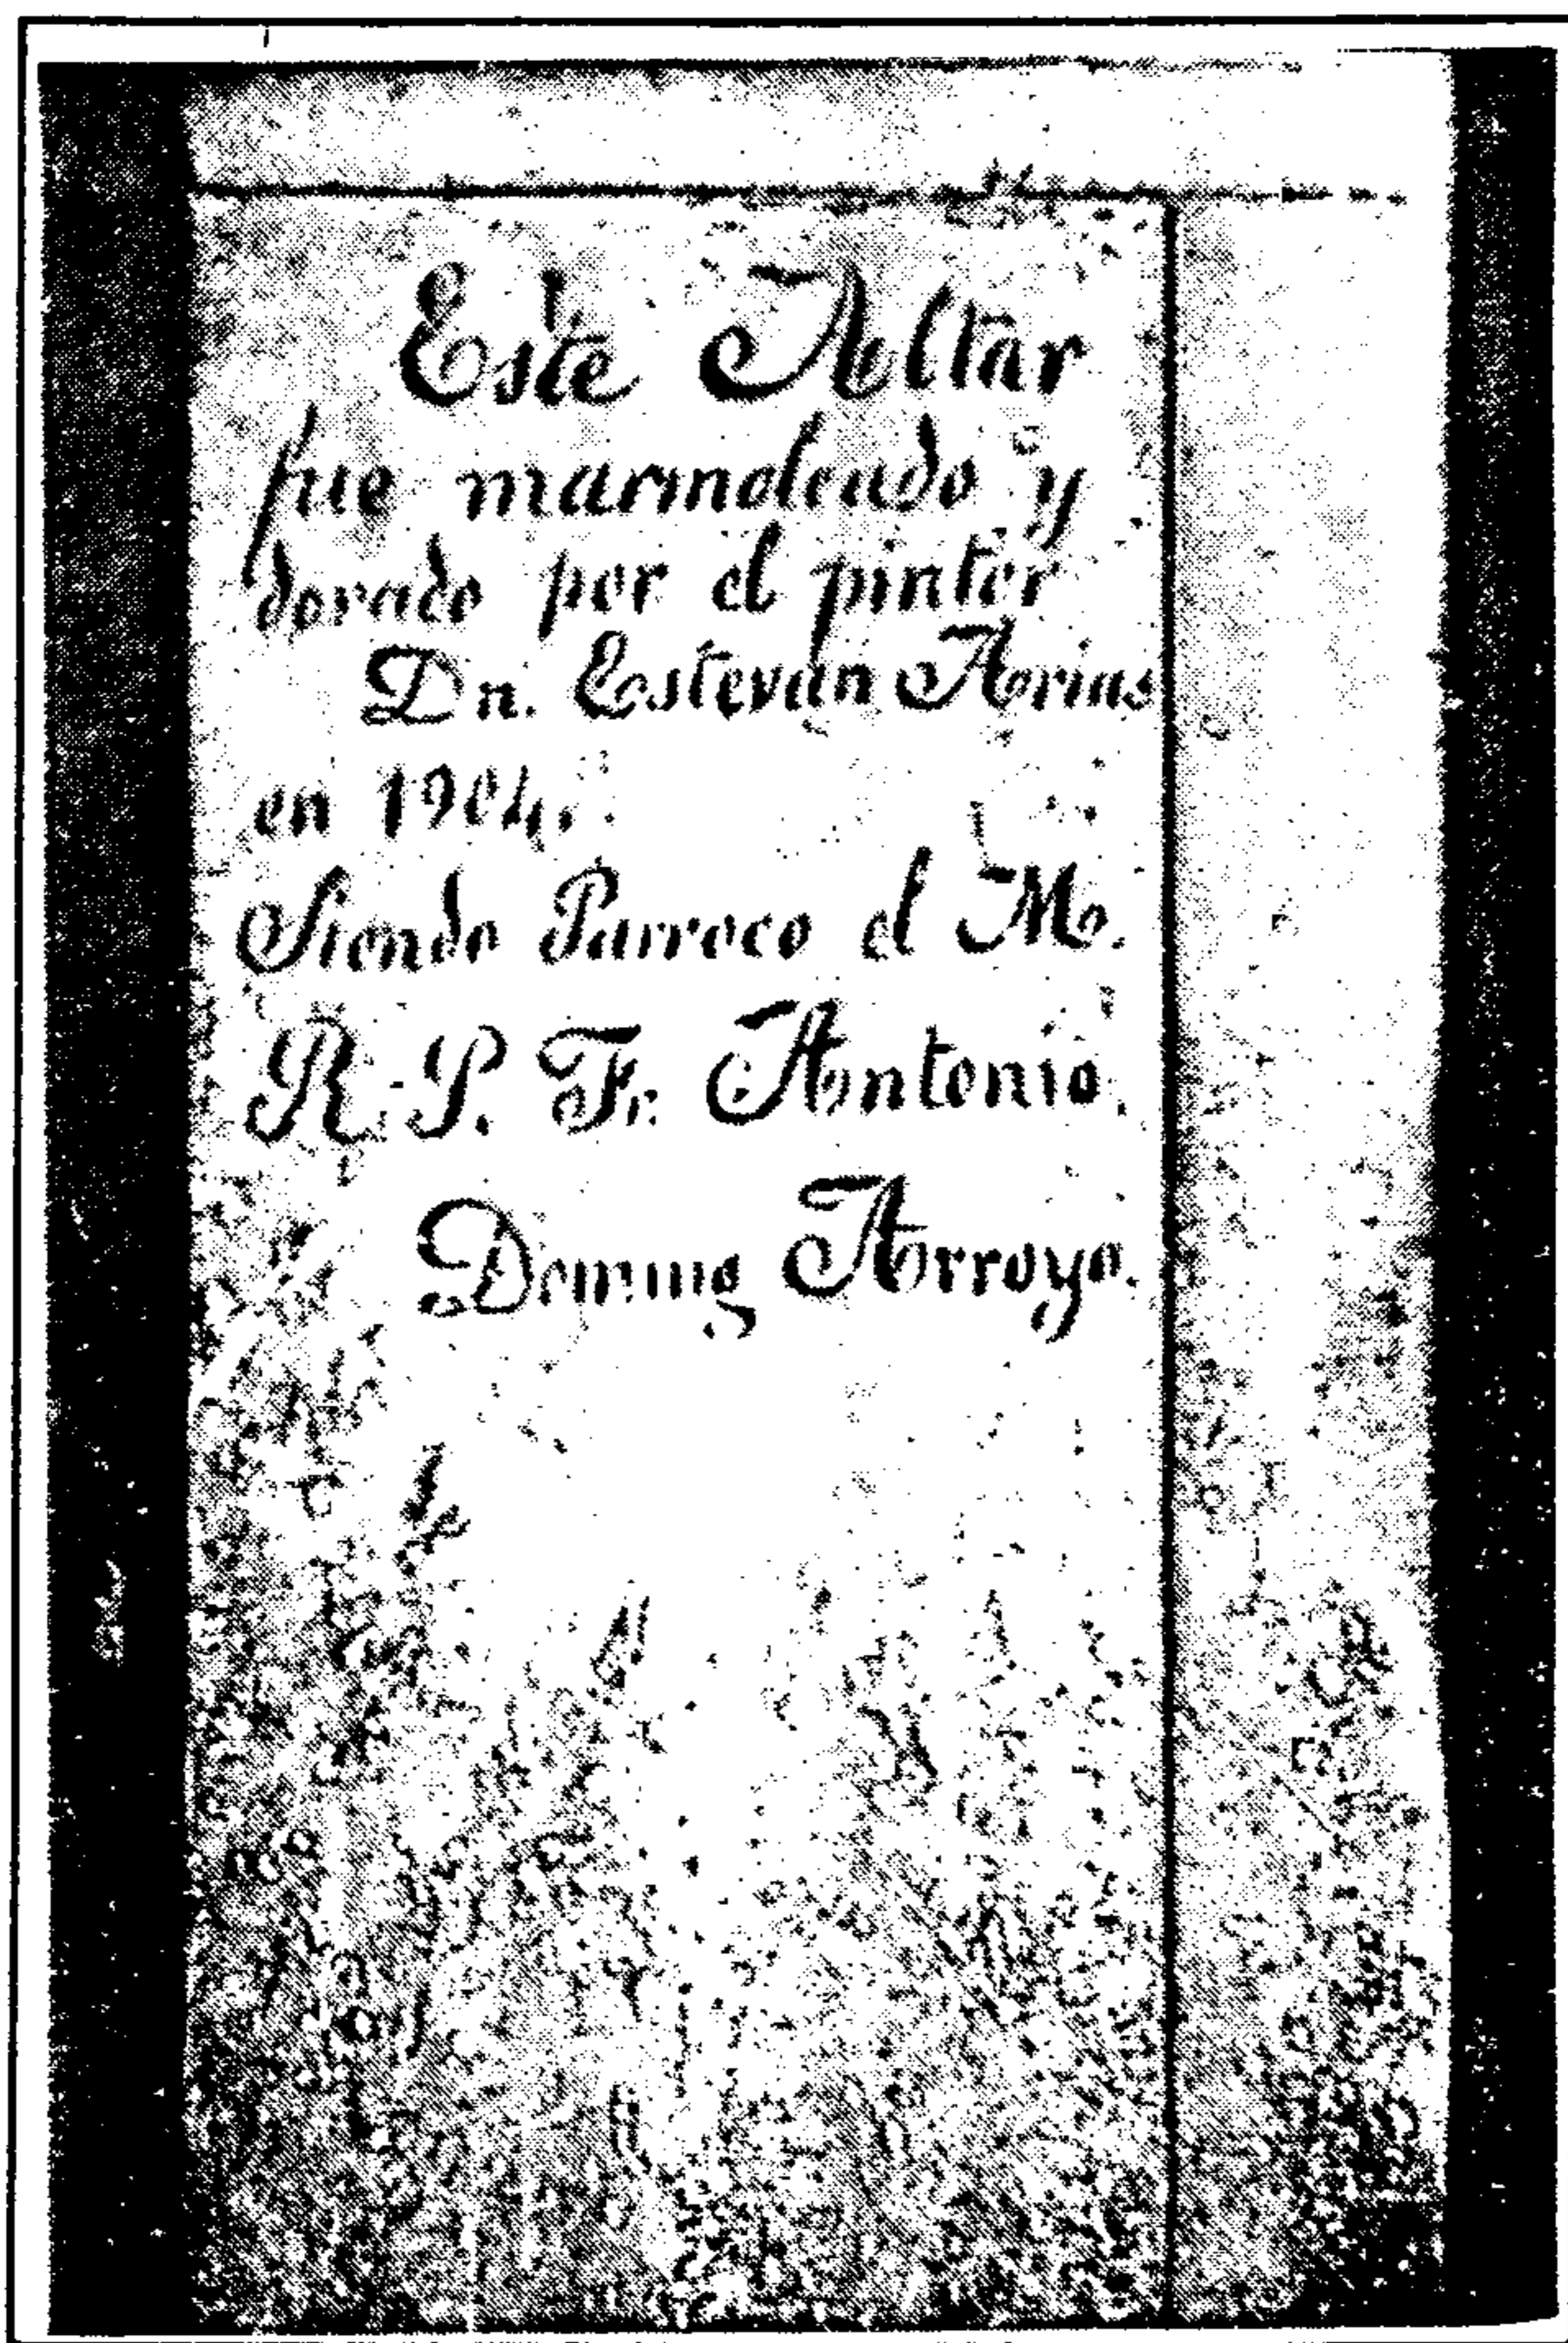 Este Altar
fue marmoleado y
dorado por el pintor
Dn. Estevan Arias
en 1904.
Siendo Parroco el M.
R. P. Fr. Antonio
Doming Arroyo.